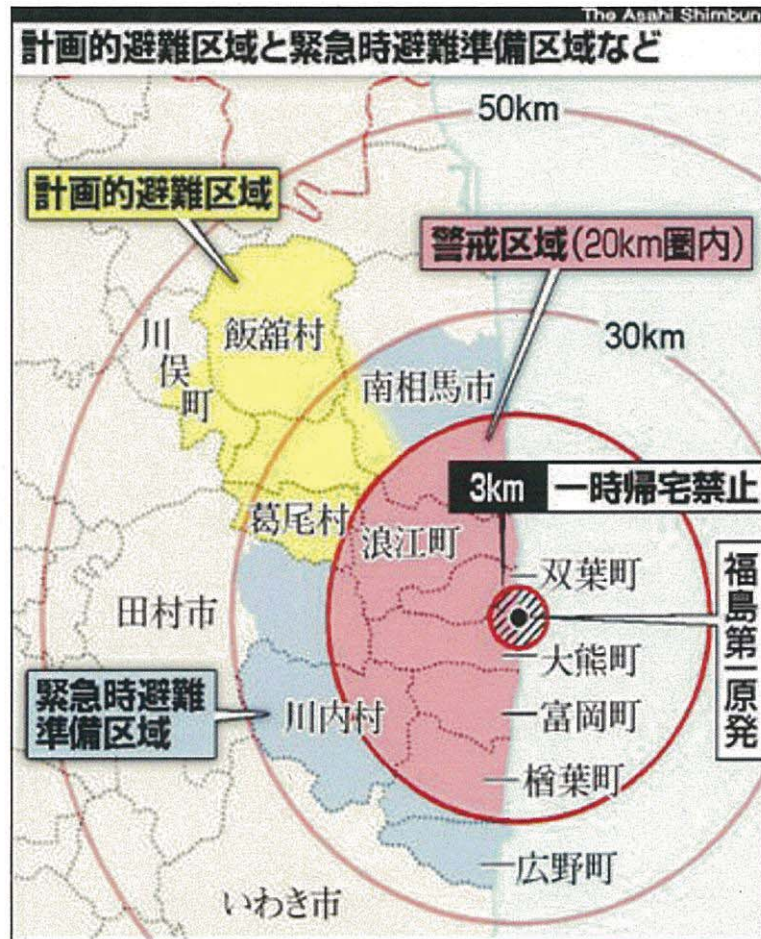 The Asahi Shimbun
計画的避難区域と緊急時避難準備区域など
50km
計画的避難区域
警戒区域(20km圏内)
30km
川俣町
飯舘村
南相馬市
3km 一時帰宅禁止
葛尾村
浪江町
双葉町
福島第一原発
田村市
大熊町
緊急時避難
準備区域
川内村
富岡町
楢葉町
広野町
いわき市